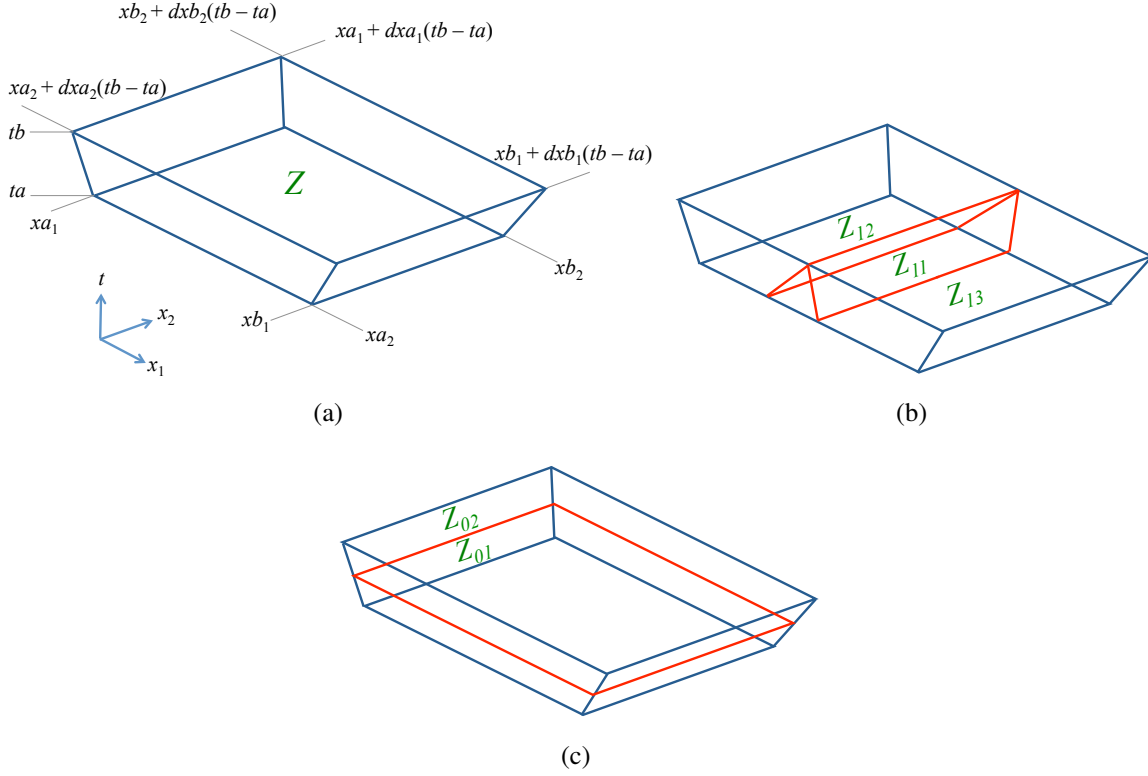 xb₂ + dxb₂(tb – ta)
xa₁ + dxa₁(tb – ta)
xa₂ + dxa₂(tb – ta)
tb
xb₁ + dxb₁(tb – ta)
Z
ta
xa₁
xb₂
t
x₂
x₁
xb₁
xa₂
(a)
Z₁₂
Z₁₁
Z₁₃
(b)
Z₀₂
Z₀₁
(c)